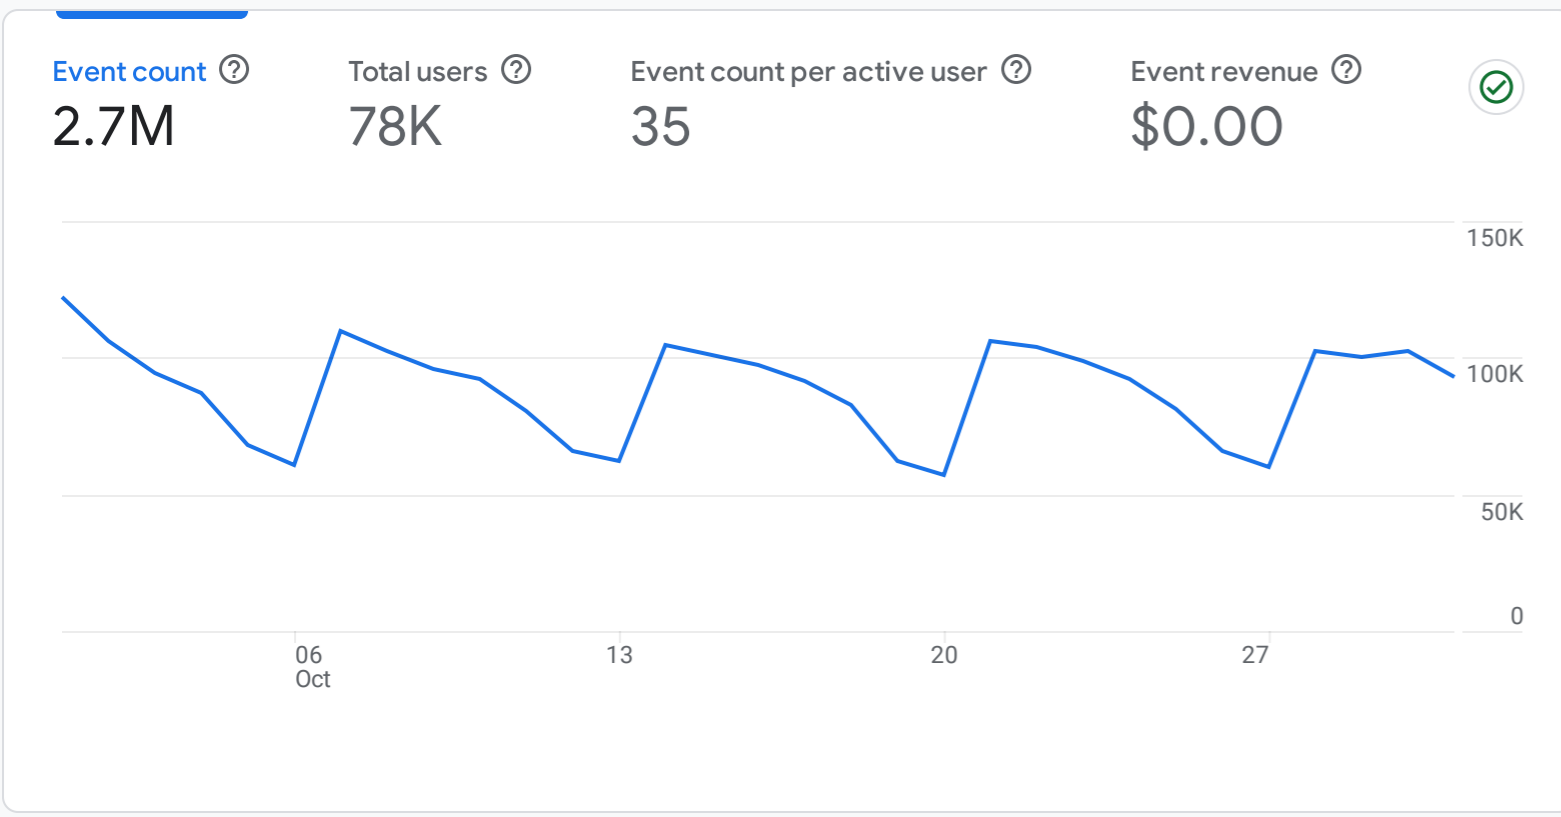 Event count
2.7M
Total users
78K
Event count per active user
35
Event revenue
$0.00
150K
100K
50K
0
06
Oct
13
20
27